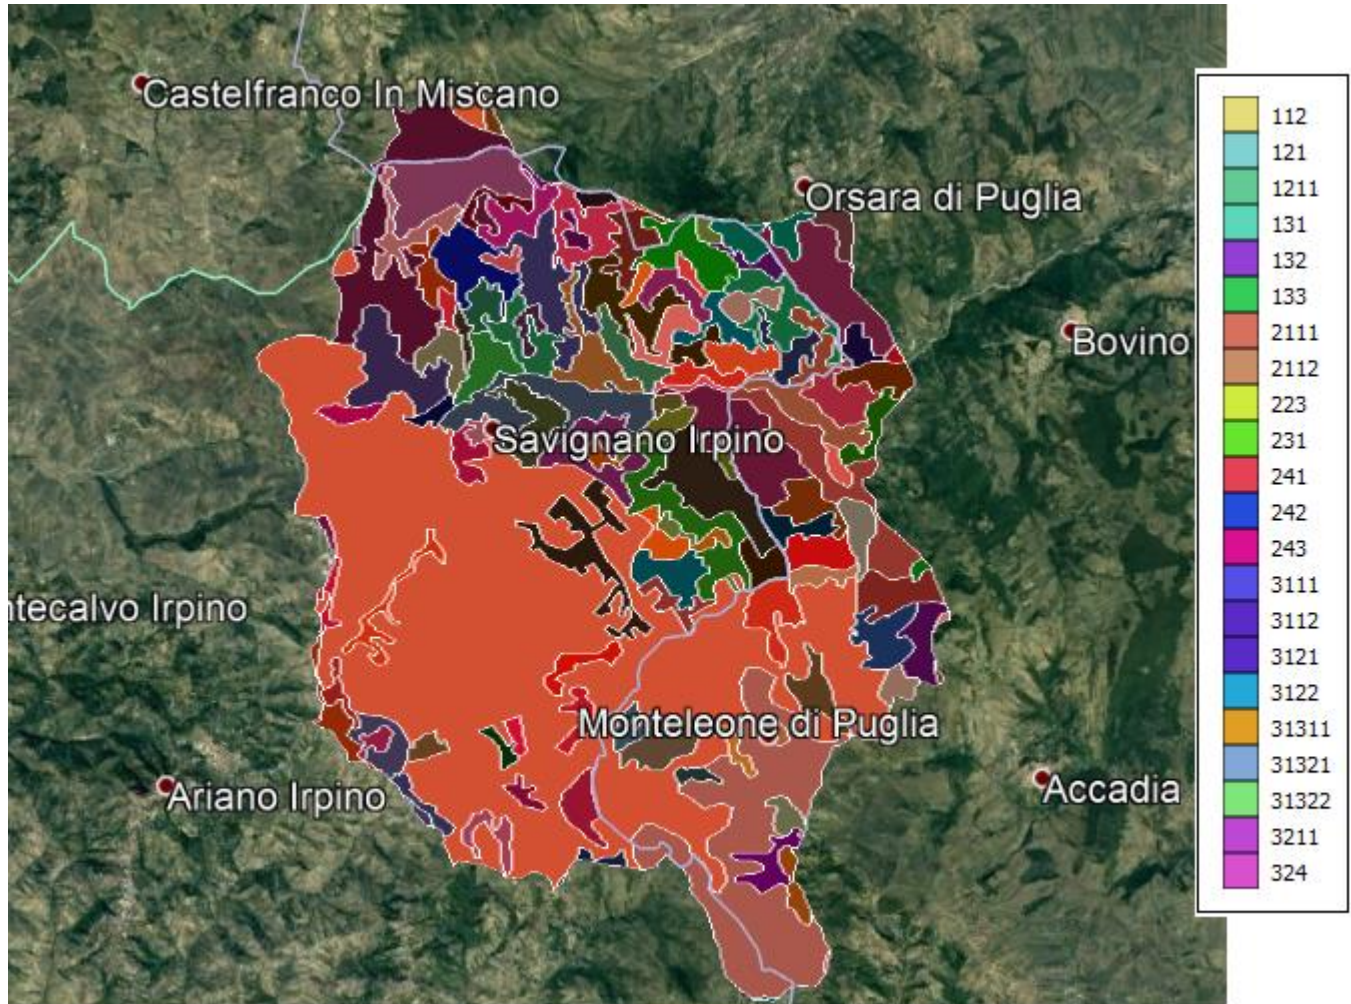 Castelfranco In Miscano
Orsara di Puglia
Bovino
Savignano Irpino
ntecalvo Irpino
Monteleone di Puglia
Ariano Irpino
Accadia
112
121
1211
131
132
133
2111
2112
223
231
241
242
243
3111
3112
3121
3122
31311
31321
31322
3211
324